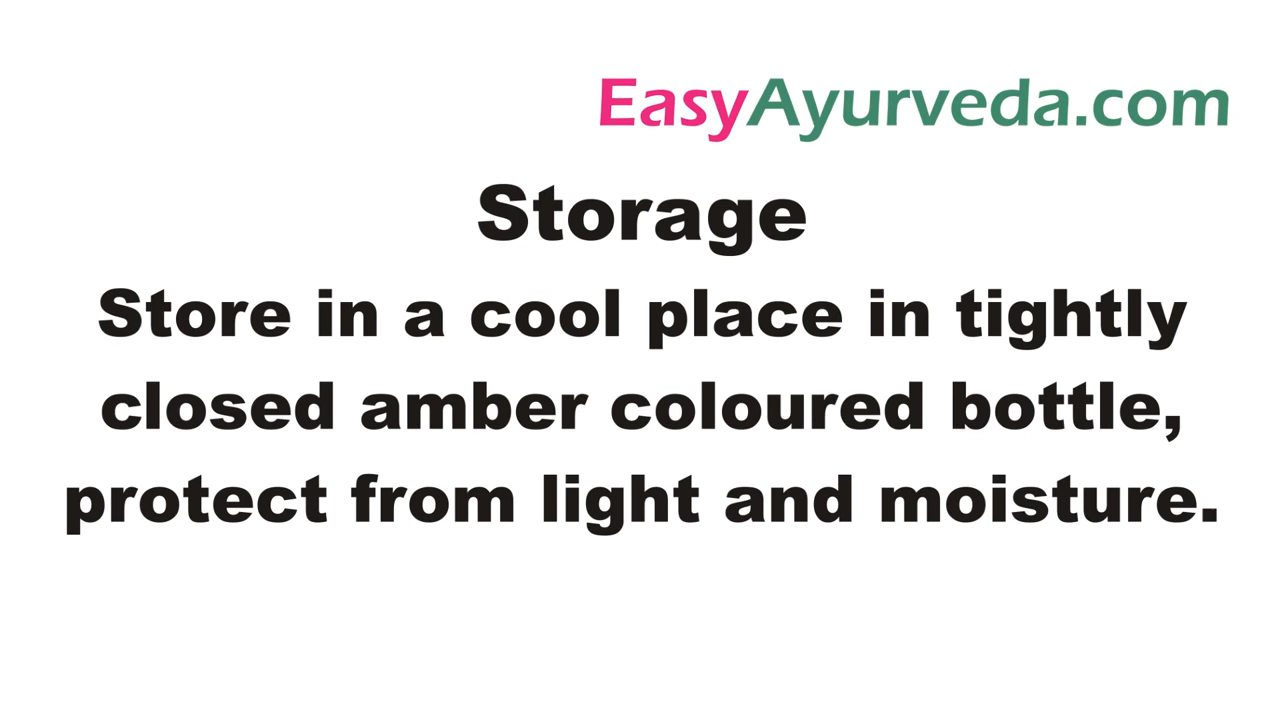 EasyAyurveda.com
Storage
Store in a cool place in tightly
closed amber coloured bottle,
protect from light and moisture.